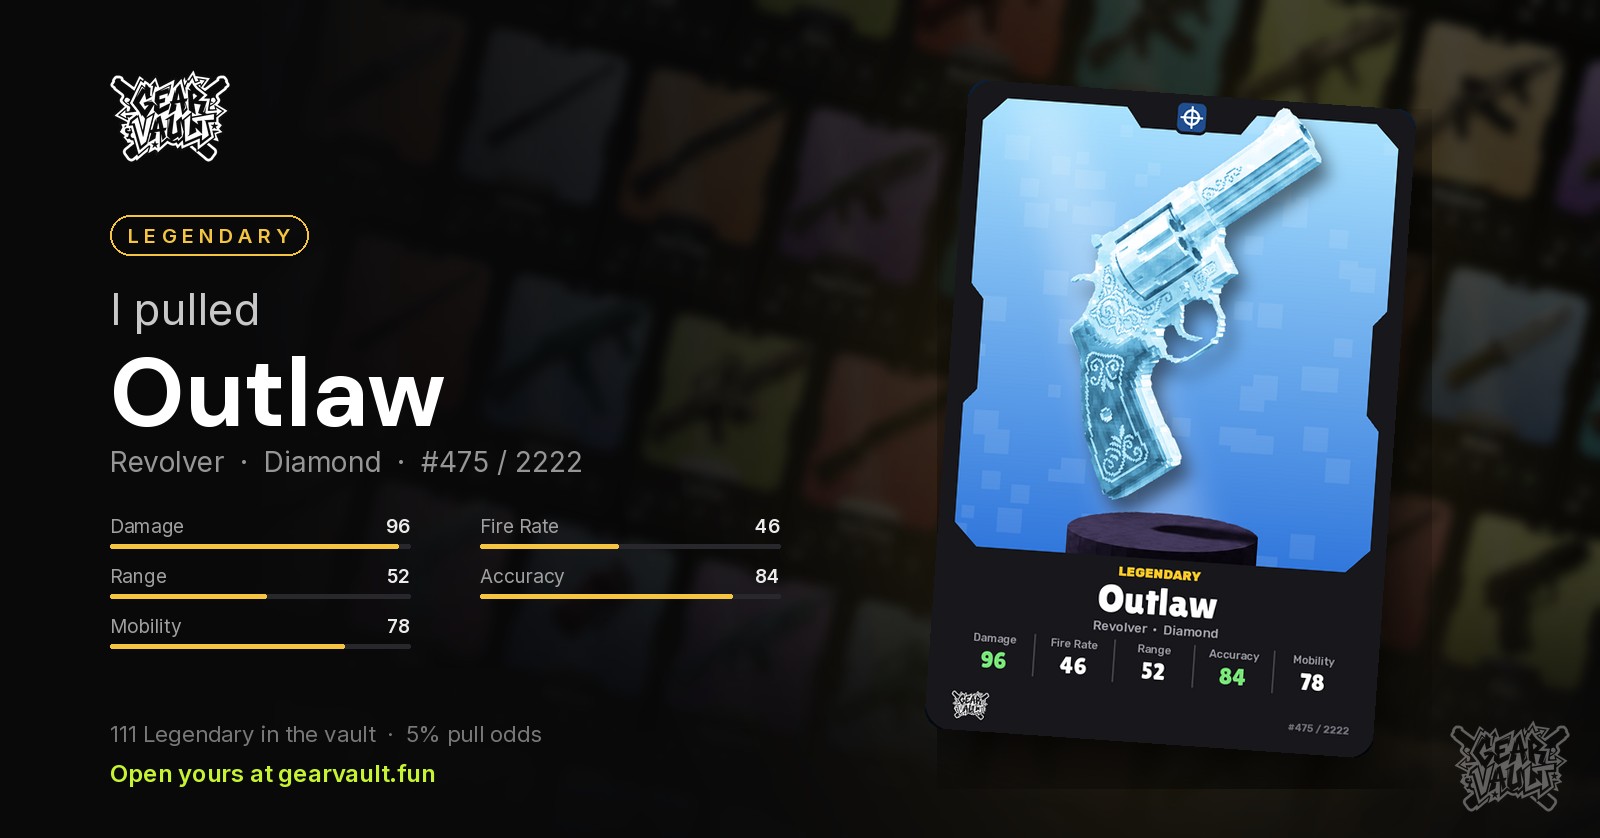 GEAR
VAULT
LEGENDARY
I pulled
Outlaw
Revolver · Diamond · #475 / 2222
Damage 96
Fire Rate 46
Range 52
Accuracy 84
Mobility 78
111 Legendary in the vault · 5% pull odds
Open yours at gearvault.fun
LEGENDARY
Outlaw
Revolver · Diamond
Damage Fire Rate Range Accuracy Mobility
96 46 52 84 78
GEAR
VAULT
#475 / 2222
GEAR
VAULT